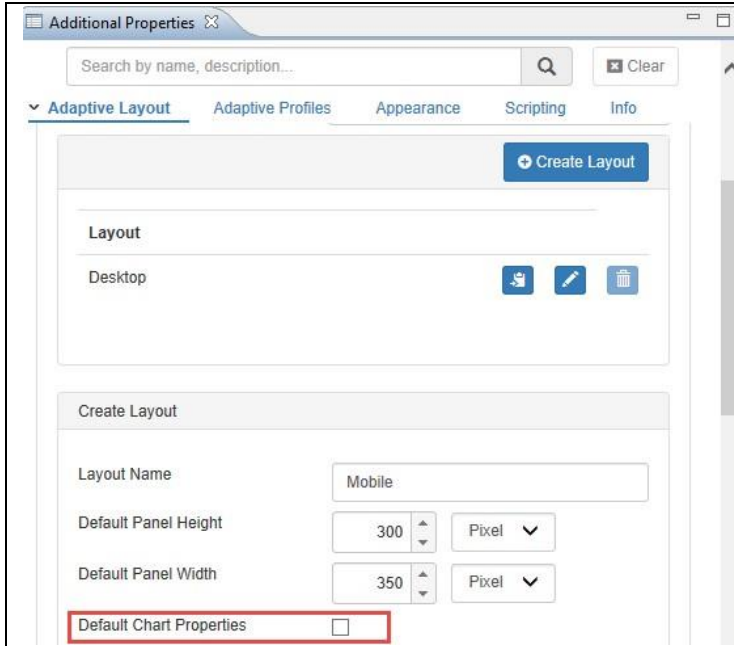 Additional Properties
Search by name, description...
Clear
Adaptive Layout Adaptive Profiles Appearance Scripting Info
Create Layout
Layout
Desktop
Create Layout
Layout Name Mobile
Default Panel Height 300 Pixel
Default Panel Width 350 Pixel
Default Chart Properties